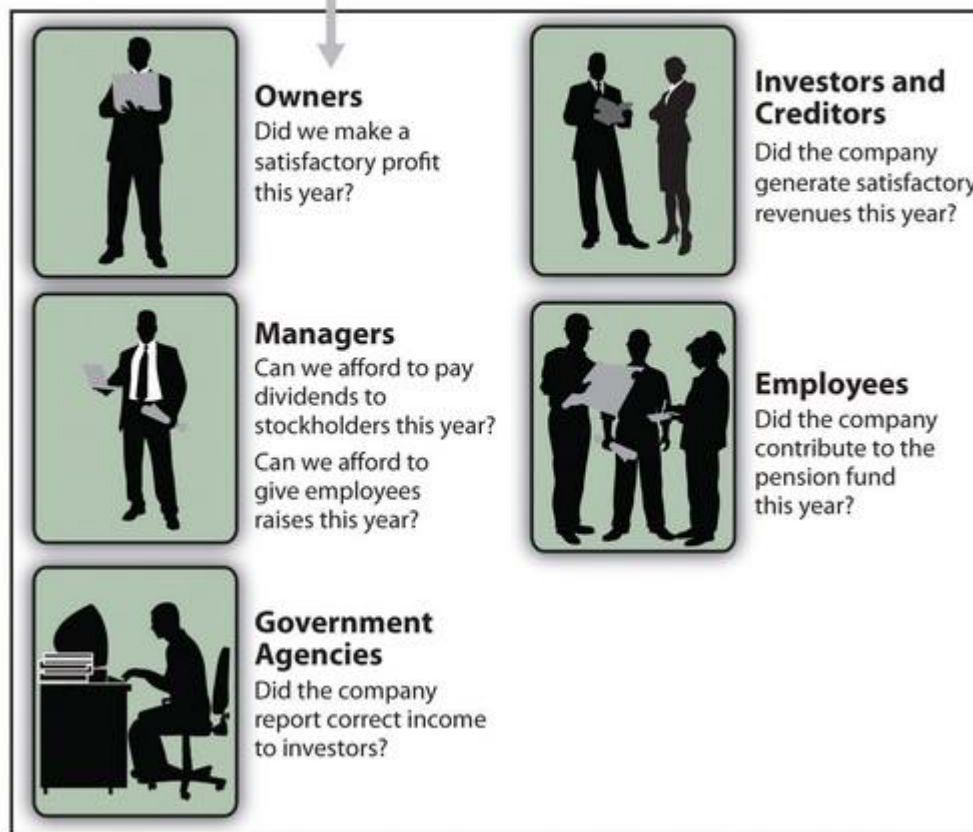 Owners
Did we make a
satisfactory profit
this year?
Investors and
Creditors
Did the company
generate satisfactory
revenues this year?
Managers
Can we afford to pay
dividends to
stockholders this year?
Can we afford to
give employees
raises this year?
Employees
Did the company
contribute to the
pension fund
this year?
Government
Agencies
Did the company
report correct income
to investors?